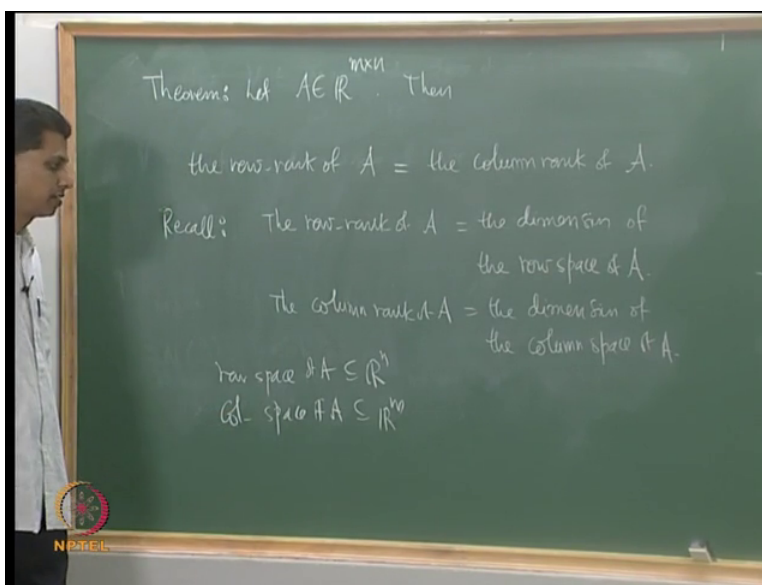 Theorem: Let A ∈ ℝ^{m×n}. Then
the row-rank of A = the column rank of A.
Recall: The row-rank of A = the dimension of
the row space of A.
The column rank of A = the dimension of
the column space of A.
row space of A ⊆ ℝ^n
Col- space of A ⊆ ℝ^m
NPTEL